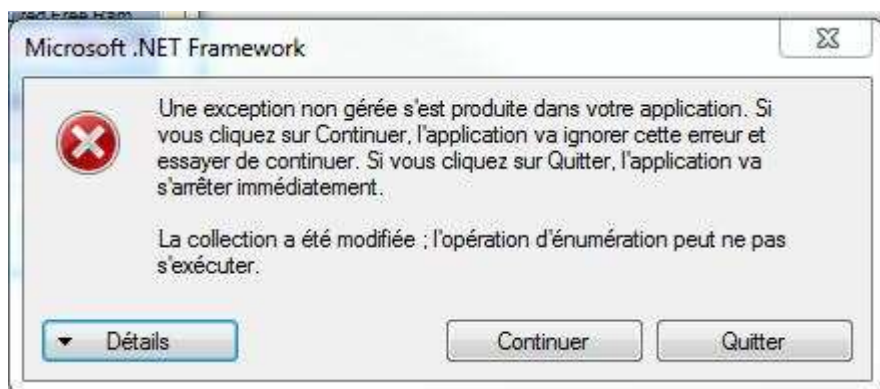 Free Ram
Microsoft .NET Framework
Une exception non gérée s'est produite dans votre application. Si
vous cliquez sur Continuer, l'application va ignorer cette erreur et
essayer de continuer. Si vous cliquez sur Quitter, l'application va
s'arrêter immédiatement.
La collection a été modifiée ; l'opération d'énumération peut ne pas
s'exécuter.
Détails
Continuer
Quitter